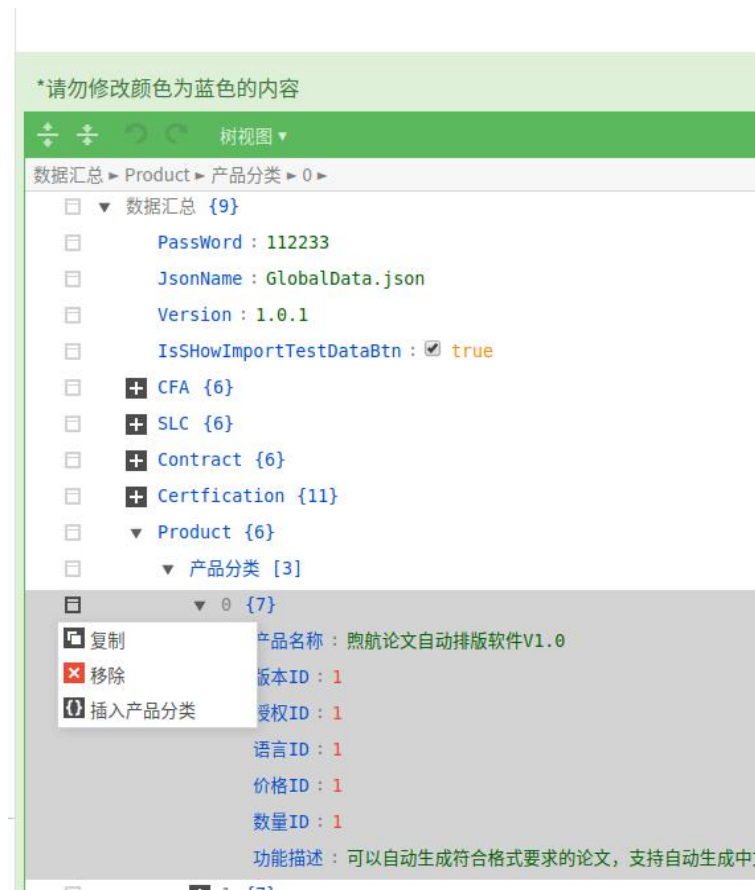 *请勿修改颜色为蓝色的内容
树视图 ▾
数据汇总 ► Product ► 产品分类 ► 0 ►
▼ 数据汇总 {9}
PassWord : 112233
JsonName : GlobalData.json
Version : 1.0.1
IsSHowImportTestDataBtn : true
CFA {6}
SLC {6}
Contract {6}
Certfication {11}
▼ Product {6}
▼ 产品分类 [3]
▼ 0 {7}
复制 产品名称 : 煦航论文自动排版软件V1.0
移除 版本ID : 1
插入产品分类 授权ID : 1
语言ID : 1
价格ID : 1
数量ID : 1
功能描述 : 可以自动生成符合格式要求的论文，支持自动生成中